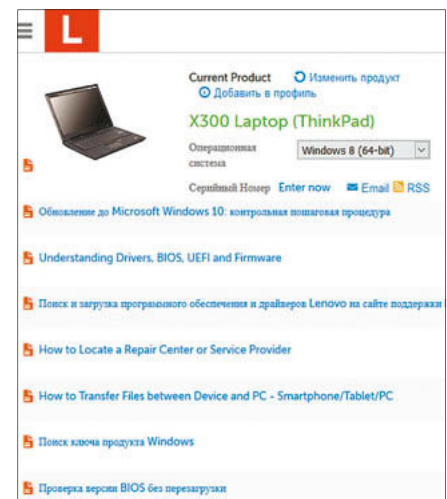 L
Current Product Изменить продукт
Добавить в профиль
X300 Laptop (ThinkPad)
Операционная система Windows 8 (64-bit)
Серийный Номер Enter now Email RSS
Обновление до Microsoft Windows 10: контрольная пошаговая процедура
Understanding Drivers, BIOS, UEFI and Firmware
Поиск и загрузка программного обеспечения и драйверов Lenovo на сайте поддержки
How to Locate a Repair Center or Service Provider
How to Transfer Files between Device and PC - Smartphone/Tablet/PC
Поиск ключа продукта Windows
Проверка версии BIOS без перезагрузки